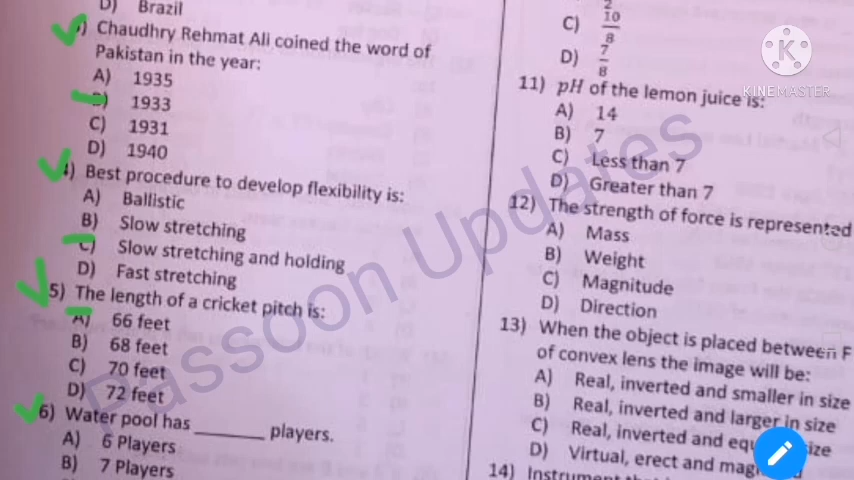 D) Brazil
) Chaudhry Rehmat Ali coined the word of
Pakistan in the year:
A) 1935
) 1933
C) 1931
D) 1940
4) Best procedure to develop flexibility is:
A) Ballistic
B) Slow stretching
C) Slow stretching and holding
D) Fast stretching
5) The length of a cricket pitch is:
A) 66 feet
B) 68 feet
C) 70 feet
D) 72 feet
6) Water pool has ________ players.
A) 6 Players
B) 7 Players
2
C) 10/8
D) 7/8
11) pH of the lemon juice is:
A) 14
B) 7
C) Less than 7
D) Greater than 7
12) The strength of force is represented
A) Mass
B) Weight
C) Magnitude
D) Direction
13) When the object is placed between F
of convex lens the image will be:
A) Real, inverted and smaller in size
B) Real, inverted and larger in size
C) Real, inverted and size
D) Virtual, erect and
14) Instrument
Passoon Updates
K
KINEMASTER